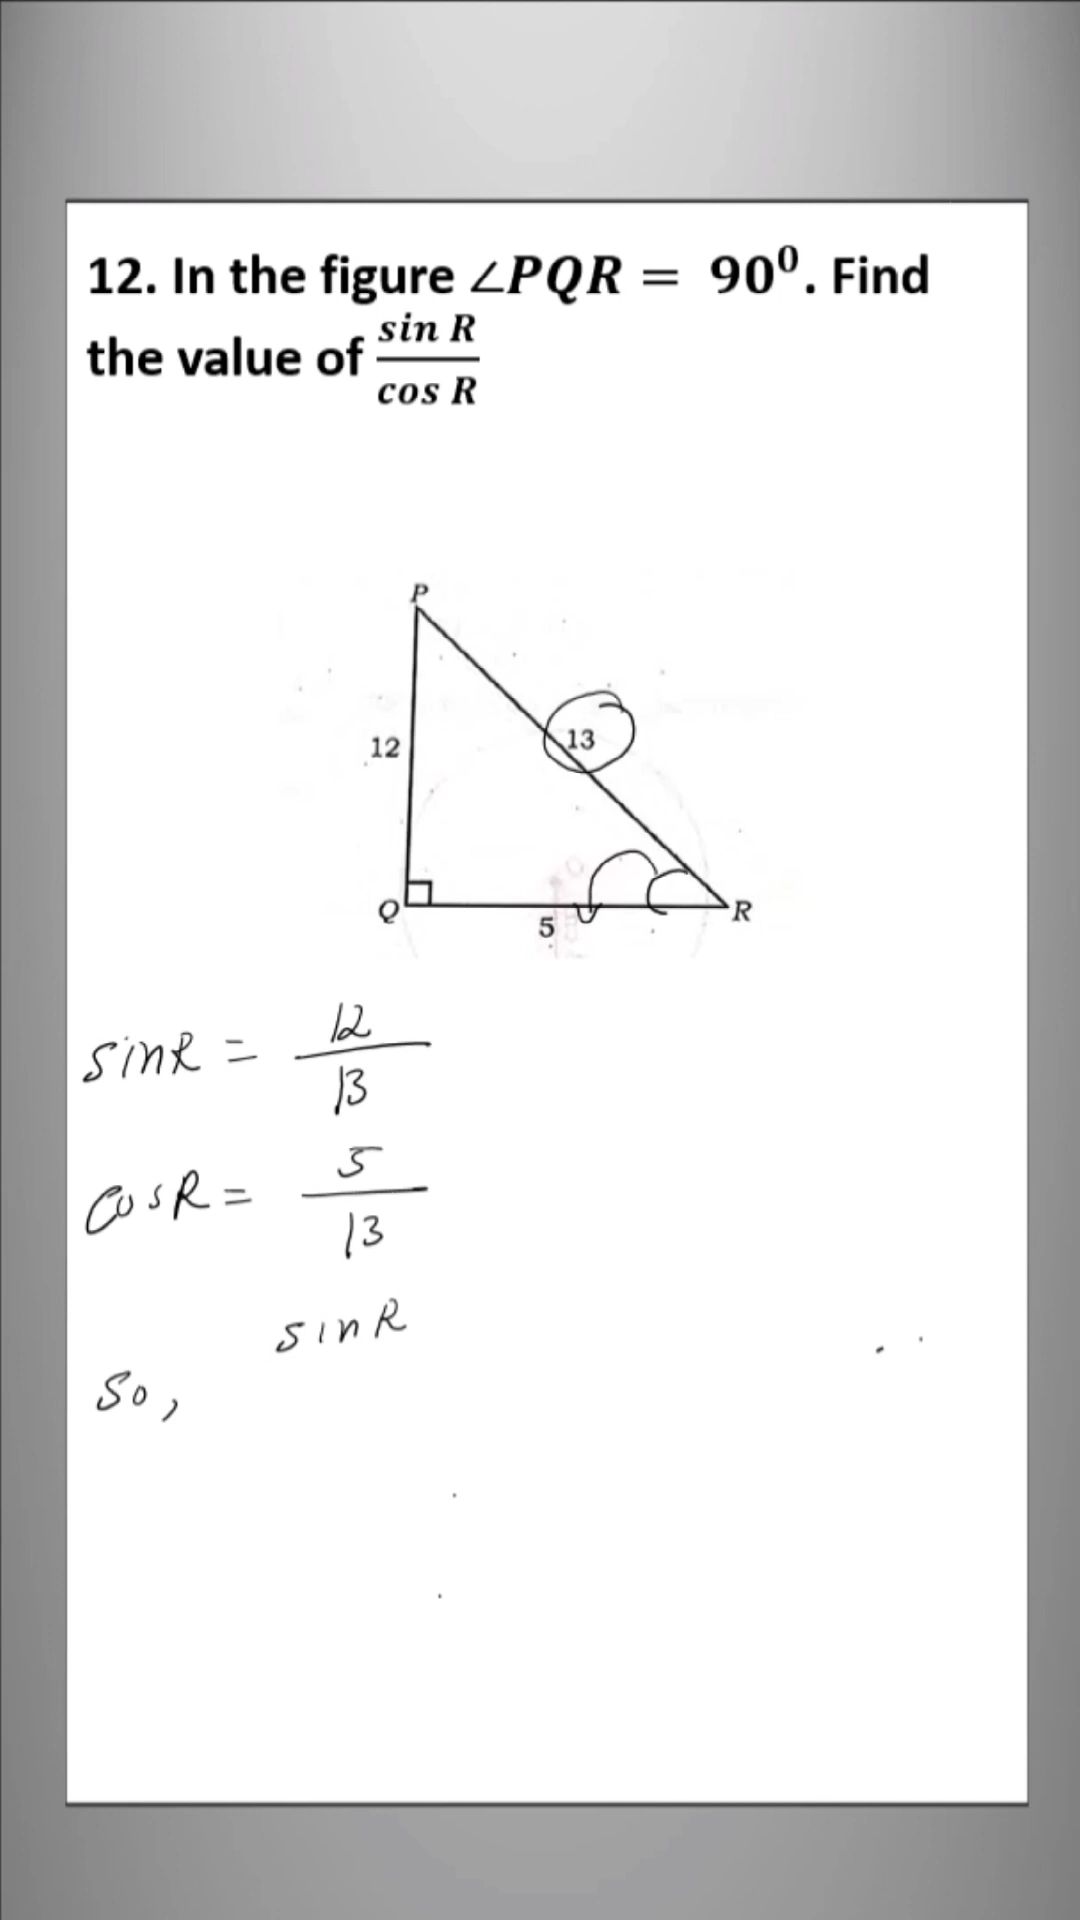 12. In the figure ∠PQR = 90⁰. Find
the value of sin R / cos R
P
12
13
Q
5
R
sinR = 12/13
cosR = 5/13
sinR
So,